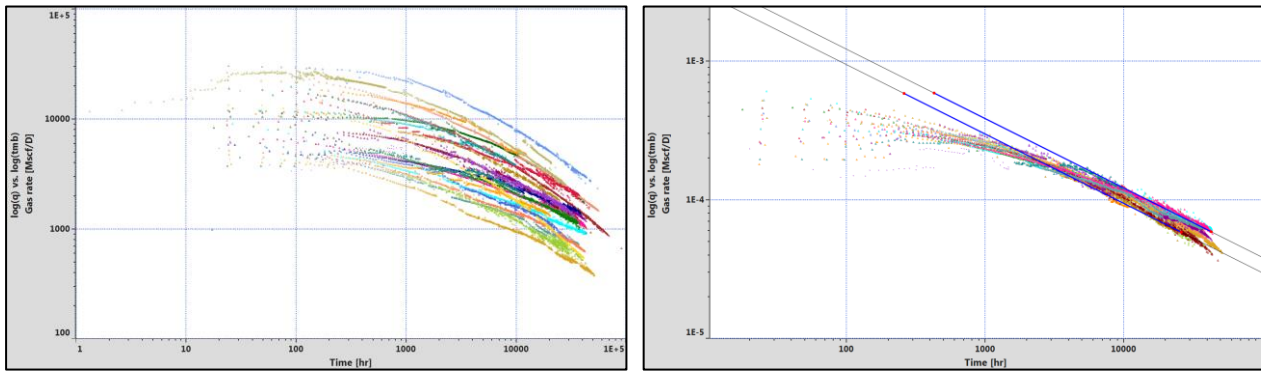 1E+5
10000
1000
100
log(q) vs. log(tmb)
Gas rate [Mscf/D]
1
10
100
1000
10000
1E+5
Time [hr]
1E-3
1E-4
1E-5
log(q) vs. log(tmb)
Gas rate [Mscf/D]
100
1000
10000
Time [hr]